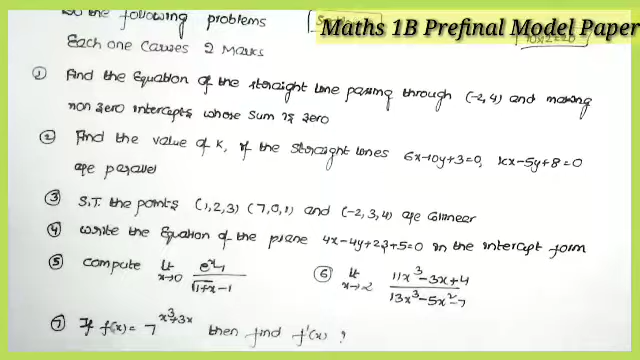 Do the following problems
Maths 1B Prefinal Model Paper
Each one carries 2 Marks
10x2=20
① Find the Equation of the straight line passing through (-2,4) and making
non zero intercepts whose sum is zero
② Find the value of K, if the straight lines 6x-10y+3=0, kx-5y+8=0
are parallel
③ S.T. the points (1,2,3) (7,0,1) and (-2,3,4) are collinear
④ Write the Equation of the plane 4x-4y+2z+5=0 in the intercept form
⑤ Compute lt x→0 (e^x-1)/(√(1+x)-1)
⑥ lt x→2 (11x³-3x+4)/(13x³-5x²-7)
⑦ If f(x)=7^(x³+3x) then find f'(x) ?